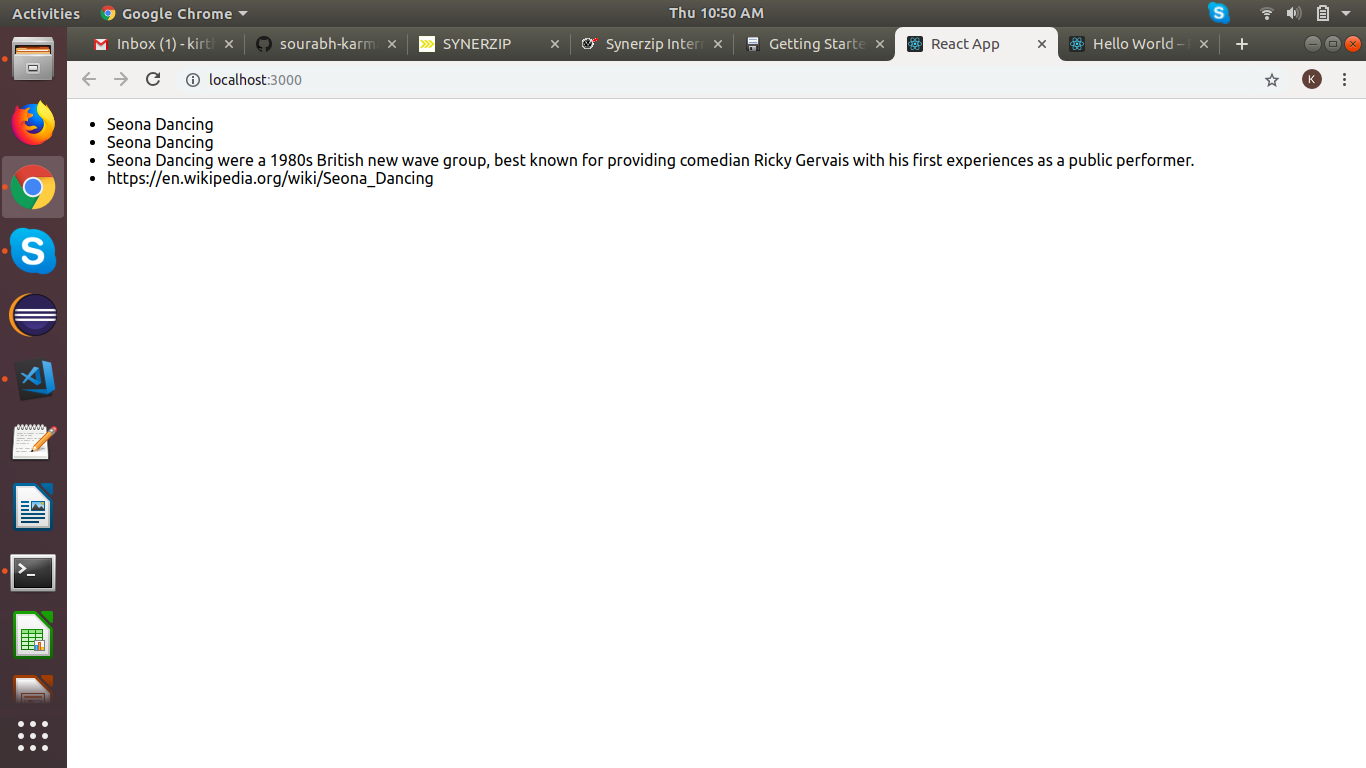 Activities
Google Chrome
Thu 10:50 AM
Inbox (1) - kirt
sourabh-karm
SYNERZIP
Synerzip Inter
Getting Starte
React App
Hello World –
localhost:3000
K
• Seona Dancing
• Seona Dancing
• Seona Dancing were a 1980s British new wave group, best known for providing comedian Ricky Gervais with his first experiences as a public performer.
• https://en.wikipedia.org/wiki/Seona_Dancing